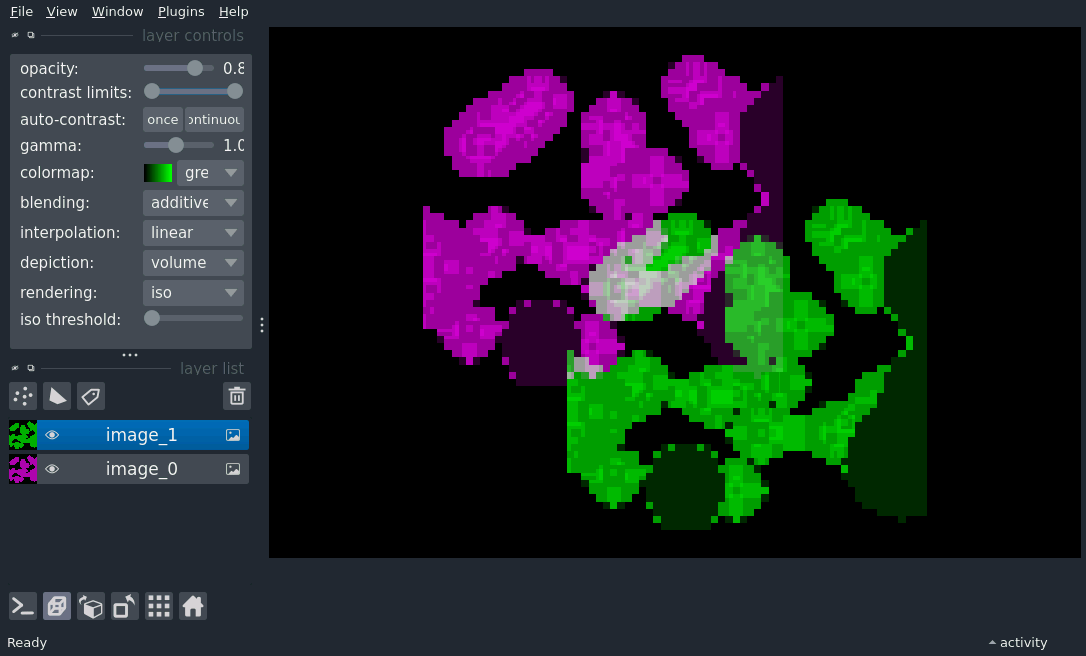 File View Window Plugins Help
layer controls
opacity: 0.8
contrast limits:
auto-contrast: once ontinuou
gamma: 1.0
colormap: gre
blending: additive
interpolation: linear
depiction: volume
rendering: iso
iso threshold:
layer list
image_1
image_0
Ready activity